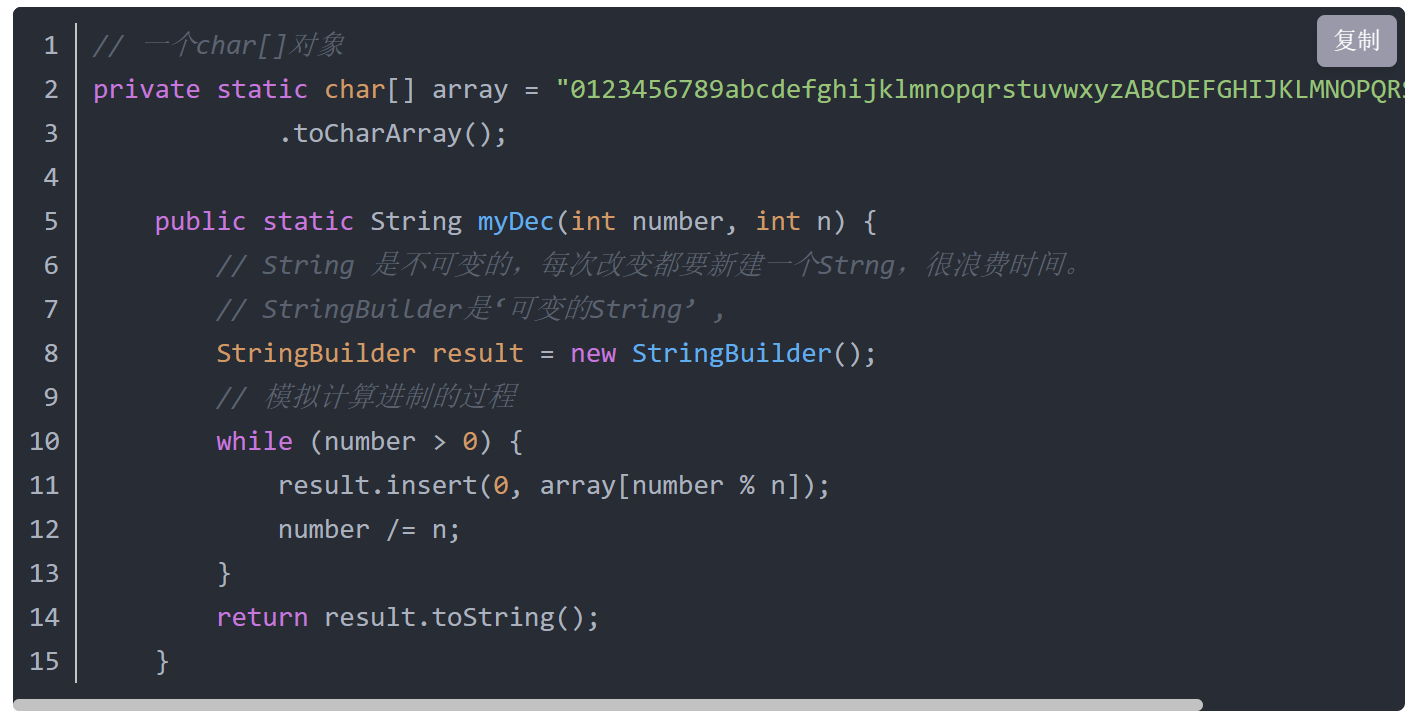 复制
1 // 一个char[]对象
2 private static char[] array = "0123456789abcdefghijklmnopqrstuvwxyzABCDEFGHIJKLMNOPQRS
3 .toCharArray();
4
5 public static String myDec(int number, int n) {
6 // String 是不可变的，每次改变都要新建一个Strng，很浪费时间。
7 // StringBuilder是‘可变的String’ ,
8 StringBuilder result = new StringBuilder();
9 // 模拟计算进制的过程
10 while (number > 0) {
11 result.insert(0, array[number % n]);
12 number /= n;
13 }
14 return result.toString();
15 }